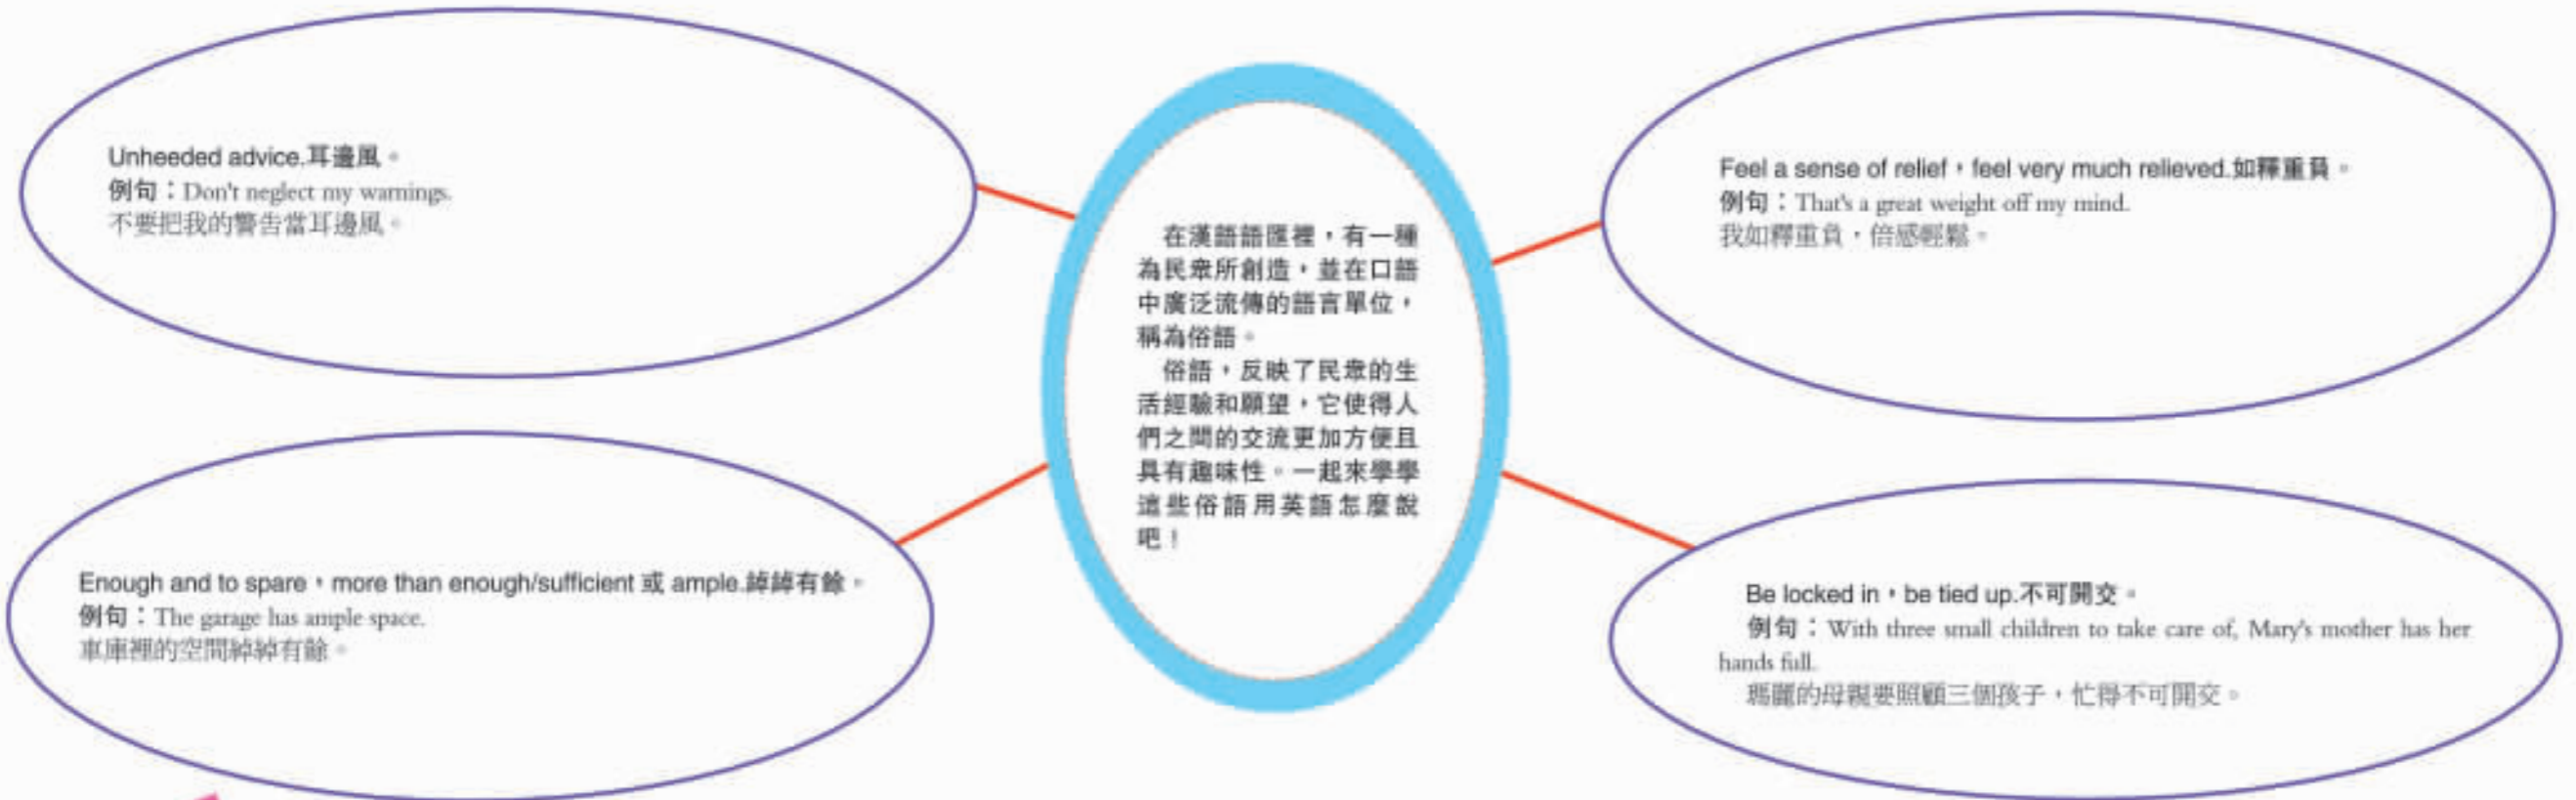 Unheeded advice.耳邊風。
例句：Don't neglect my warnings.
不要把我的警告當耳邊風。
Enough and to spare，more than enough/sufficient 或 ample.綽綽有餘。
例句：The garage has ample space.
車庫裡的空間綽綽有餘。
在漢語語匯裡，有一種
為民眾所創造，並在口語
中廣泛流傳的語言單位，
稱為俗語。
俗語，反映了民眾的生
活經驗和願望，它使得人
們之間的交流更加方便且
具有趣味性。一起來學學
這些俗語用英語怎麼說
吧！
Feel a sense of relief，feel very much relieved.如釋重負。
例句：That's a great weight off my mind.
我如釋重負，倍感輕鬆。
Be locked in，be tied up.不可開交。
例句：With three small children to take care of, Mary's mother has her
hands full.
瑪麗的母親要照顧三個孩子，忙得不可開交。